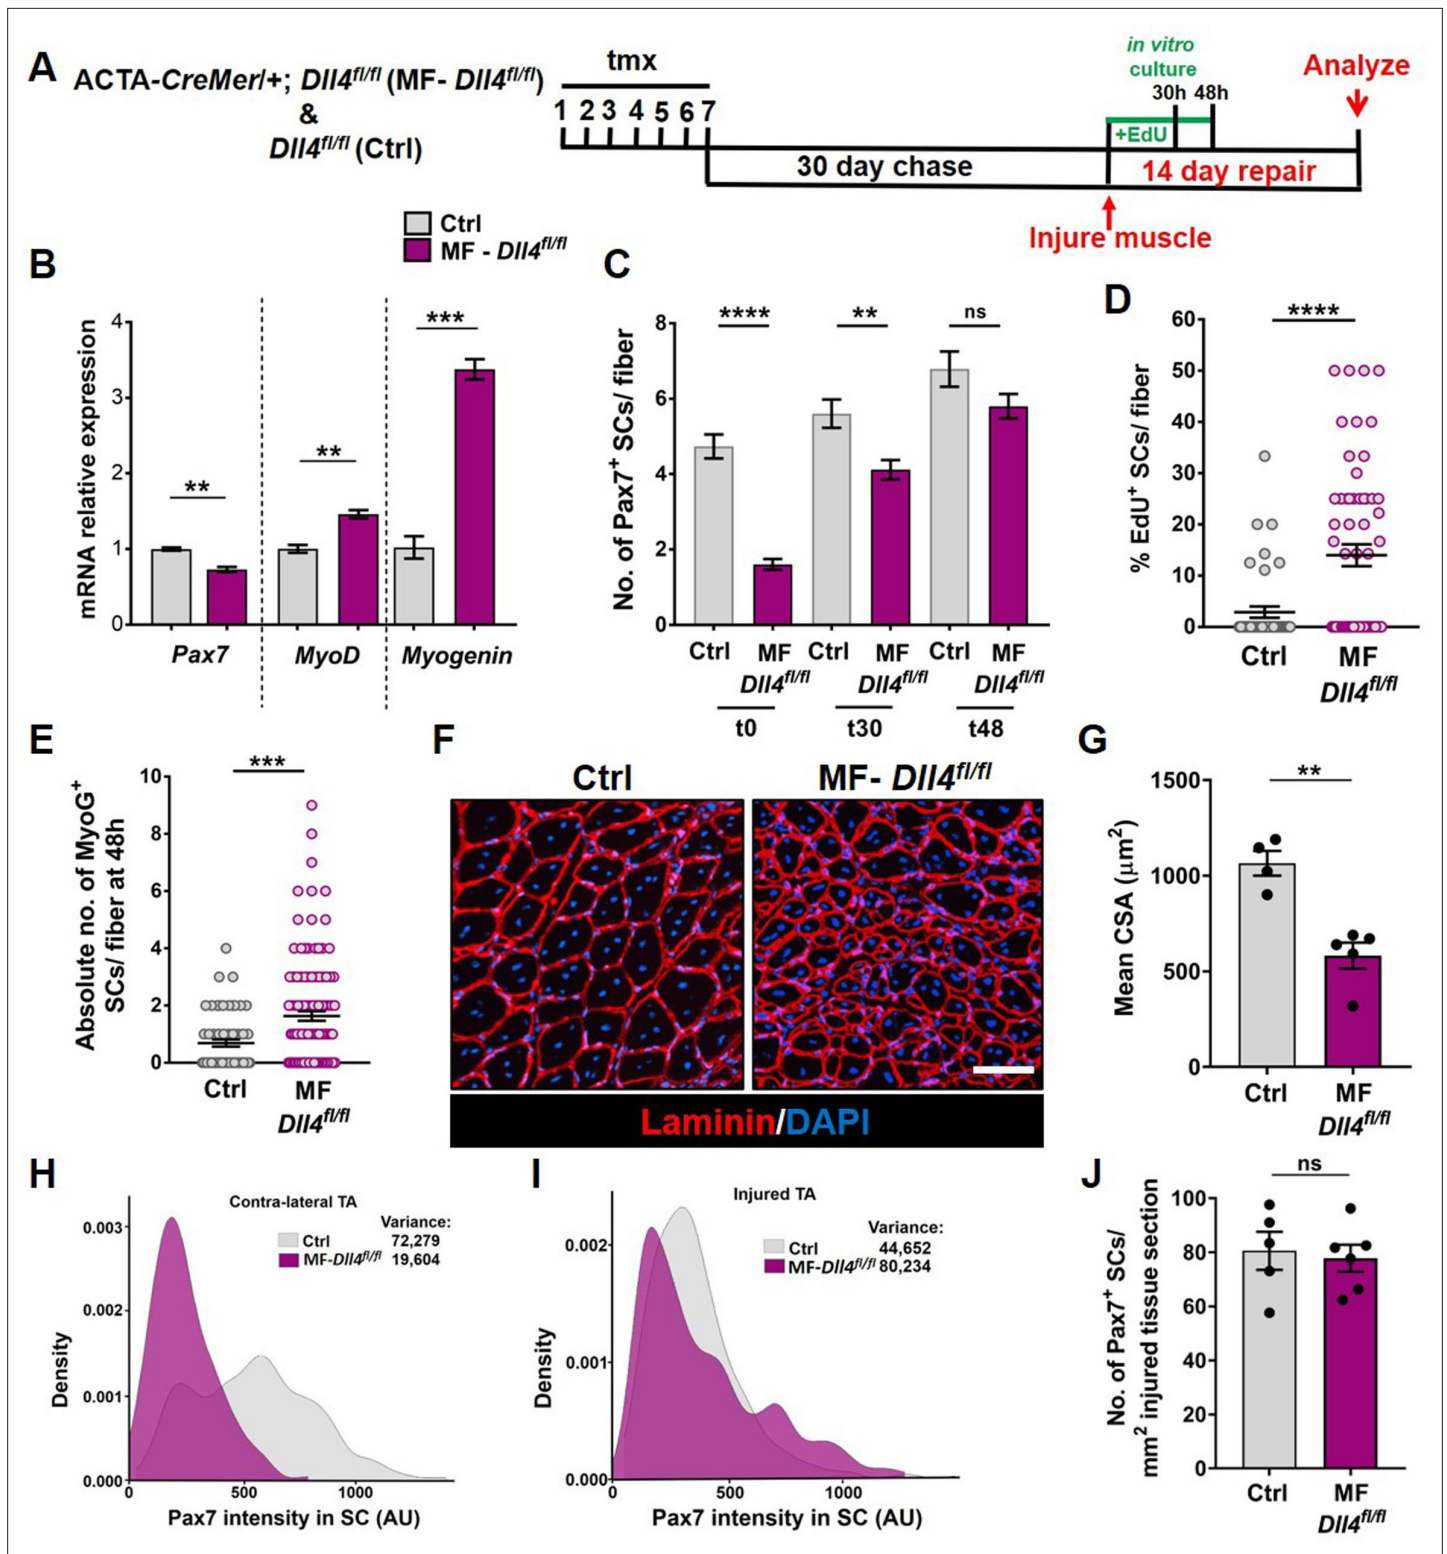 A
ACTA-CreMer/+; Dll4fl/fl (MF- Dll4fl/fl)
&
Dll4fl/fl (Ctrl)
tmx
1 2 3 4 5 6 7
30 day chase
in vitro
culture
30h 48h
+EdU
14 day repair
Injure muscle
Analyze
Ctrl
MF - Dll4fl/fl
B
mRNA relative expression
4
3
2
1
0
**
**
***
Pax7 MyoD Myogenin
C
No. of Pax7+ SCs/ fiber
8
6
4
2
0
****
**
ns
Ctrl MF Ctrl MF Ctrl MF
Dll4fl/fl Dll4fl/fl Dll4fl/fl
t0 t30 t48
D
% EdU+ SCs/ fiber
60
50
40
30
20
10
0
****
Ctrl MF
Dll4fl/fl
E
Absolute no. of MyoG+
SCs/ fiber at 48h
10
8
6
4
2
0
***
Ctrl MF
Dll4fl/fl
F
Ctrl MF- Dll4fl/fl
Laminin/DAPI
G
Mean CSA (μm2)
1500
1000
500
0
**
Ctrl MF
Dll4fl/fl
H
Contra-lateral TA
Variance:
Ctrl 72,279
MF-Dll4fl/fl 19,604
Density
0.003
0.002
0.001
0.000
0 500 1000
Pax7 intensity in SC (AU)
I
Injured TA
Variance:
Ctrl 44,652
MF-Dll4fl/fl 80,234
Density
0.002
0.001
0.000
0 500 1000
Pax7 intensity in SC (AU)
J
No. of Pax7+ SCs/
mm2 injured tissue section
100
80
60
40
20
0
ns
Ctrl MF
Dll4fl/fl